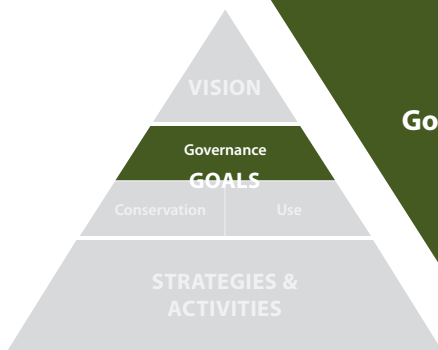 VISION
Governance
GOALS
Conservation Use
STRATEGIES &
ACTIVITIES
Go